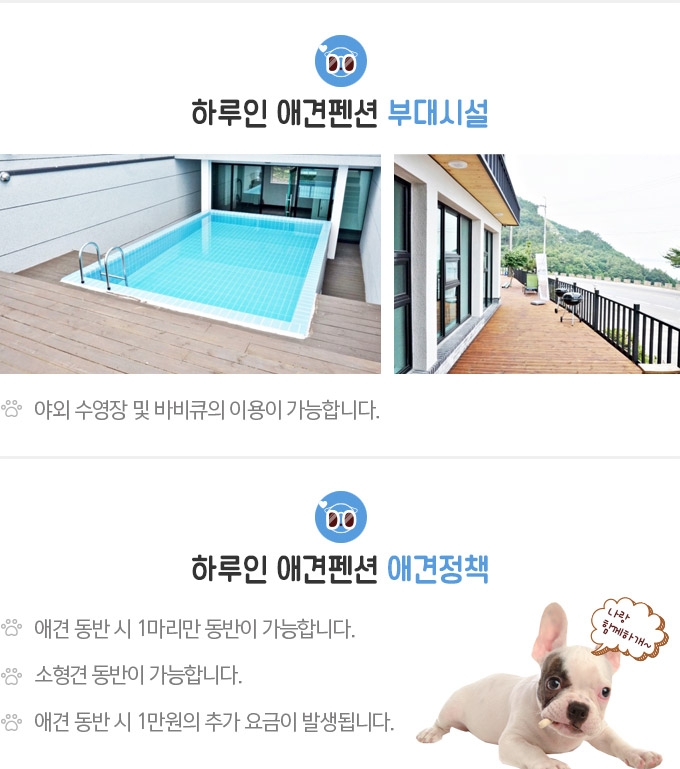 하루인 애견펜션 부대시설
야외 수영장 및 바비큐의 이용이 가능합니다.
하루인 애견펜션 애견정책
애견 동반 시 1마리만 동반이 가능합니다.
소형견 동반이 가능합니다.
애견 동반 시 1만원의 추가 요금이 발생됩니다.
나랑
함께하개~